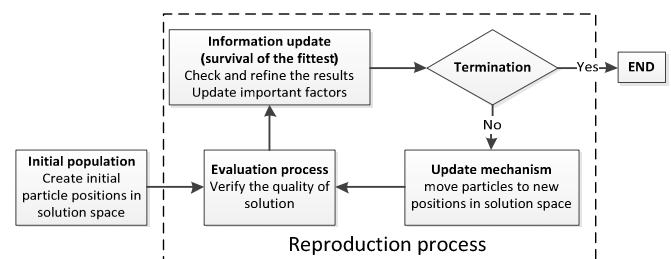 Information update
(survival of the fittest)
Check and refine the results
Update important factors
Termination
Yes
END
No
Initial population
Create initial
particle positions in
solution space
Evaluation process
Verify the quality of
solution
Update mechanism
move particles to new
positions in solution space
Reproduction process